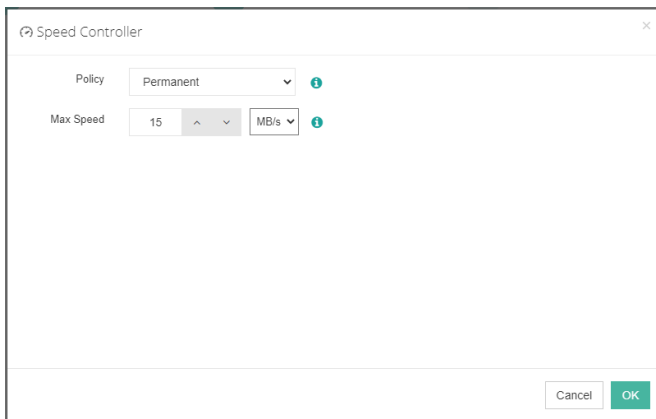 Speed Controller
Policy Permanent
Max Speed 15 MB/s
Cancel OK